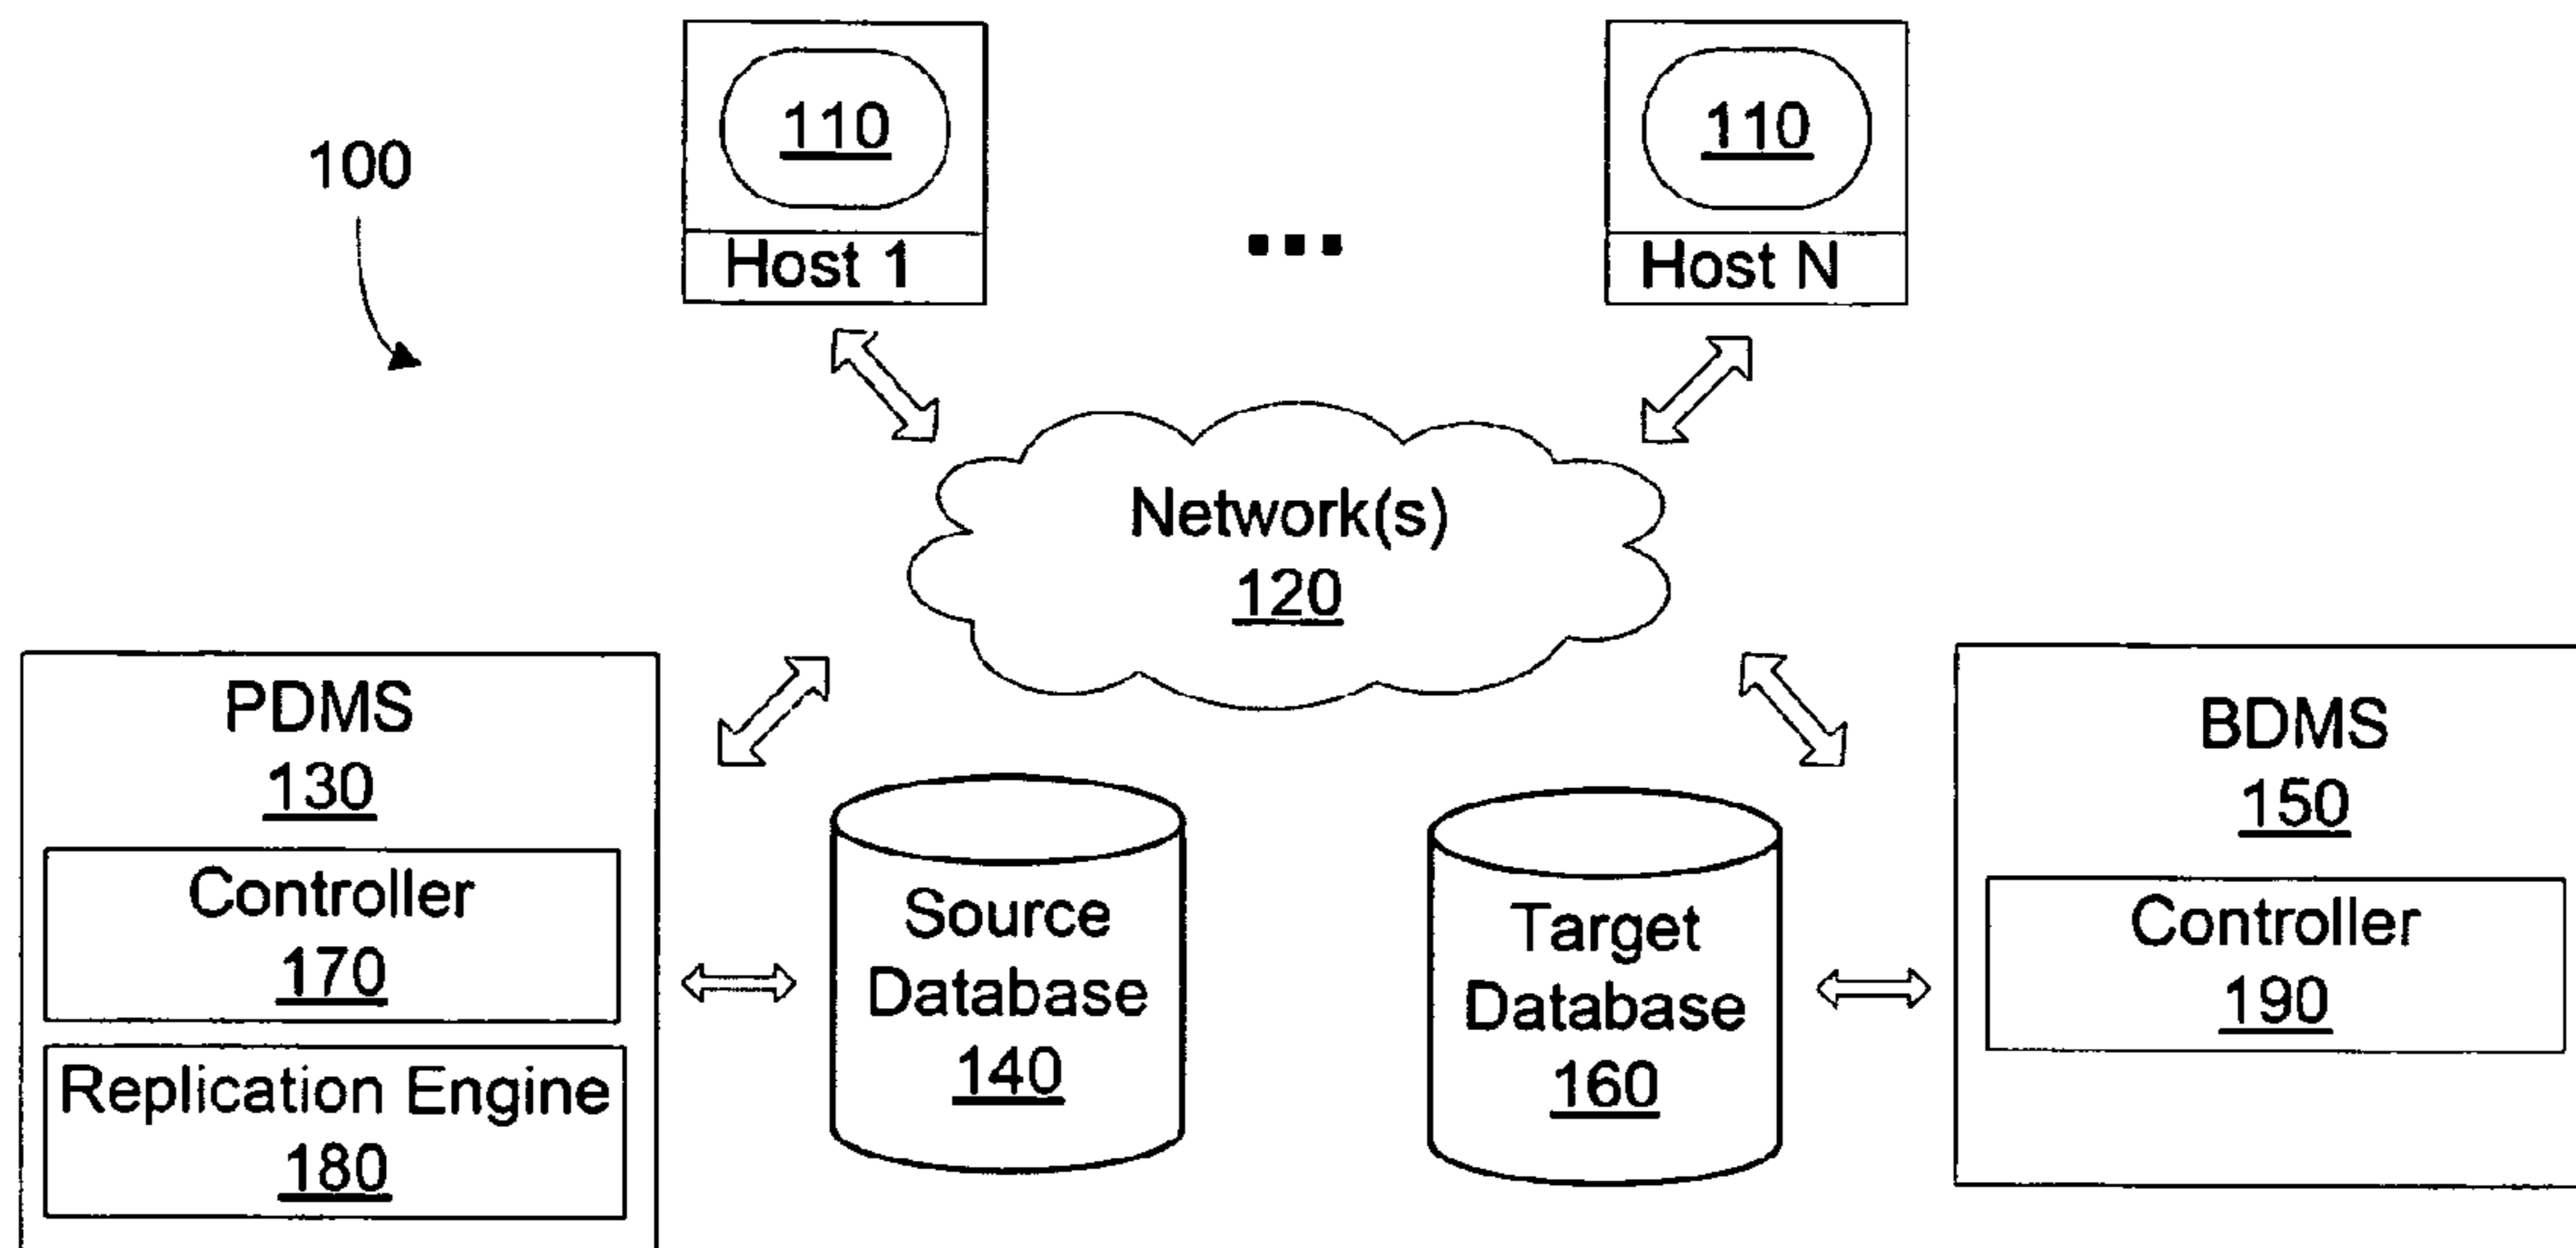 100
110
Host 1
...
110
Host N
Network(s)
120
PDMS
130
Controller
170
Replication Engine
180
Source
Database
140
Target
Database
160
BDMS
150
Controller
190